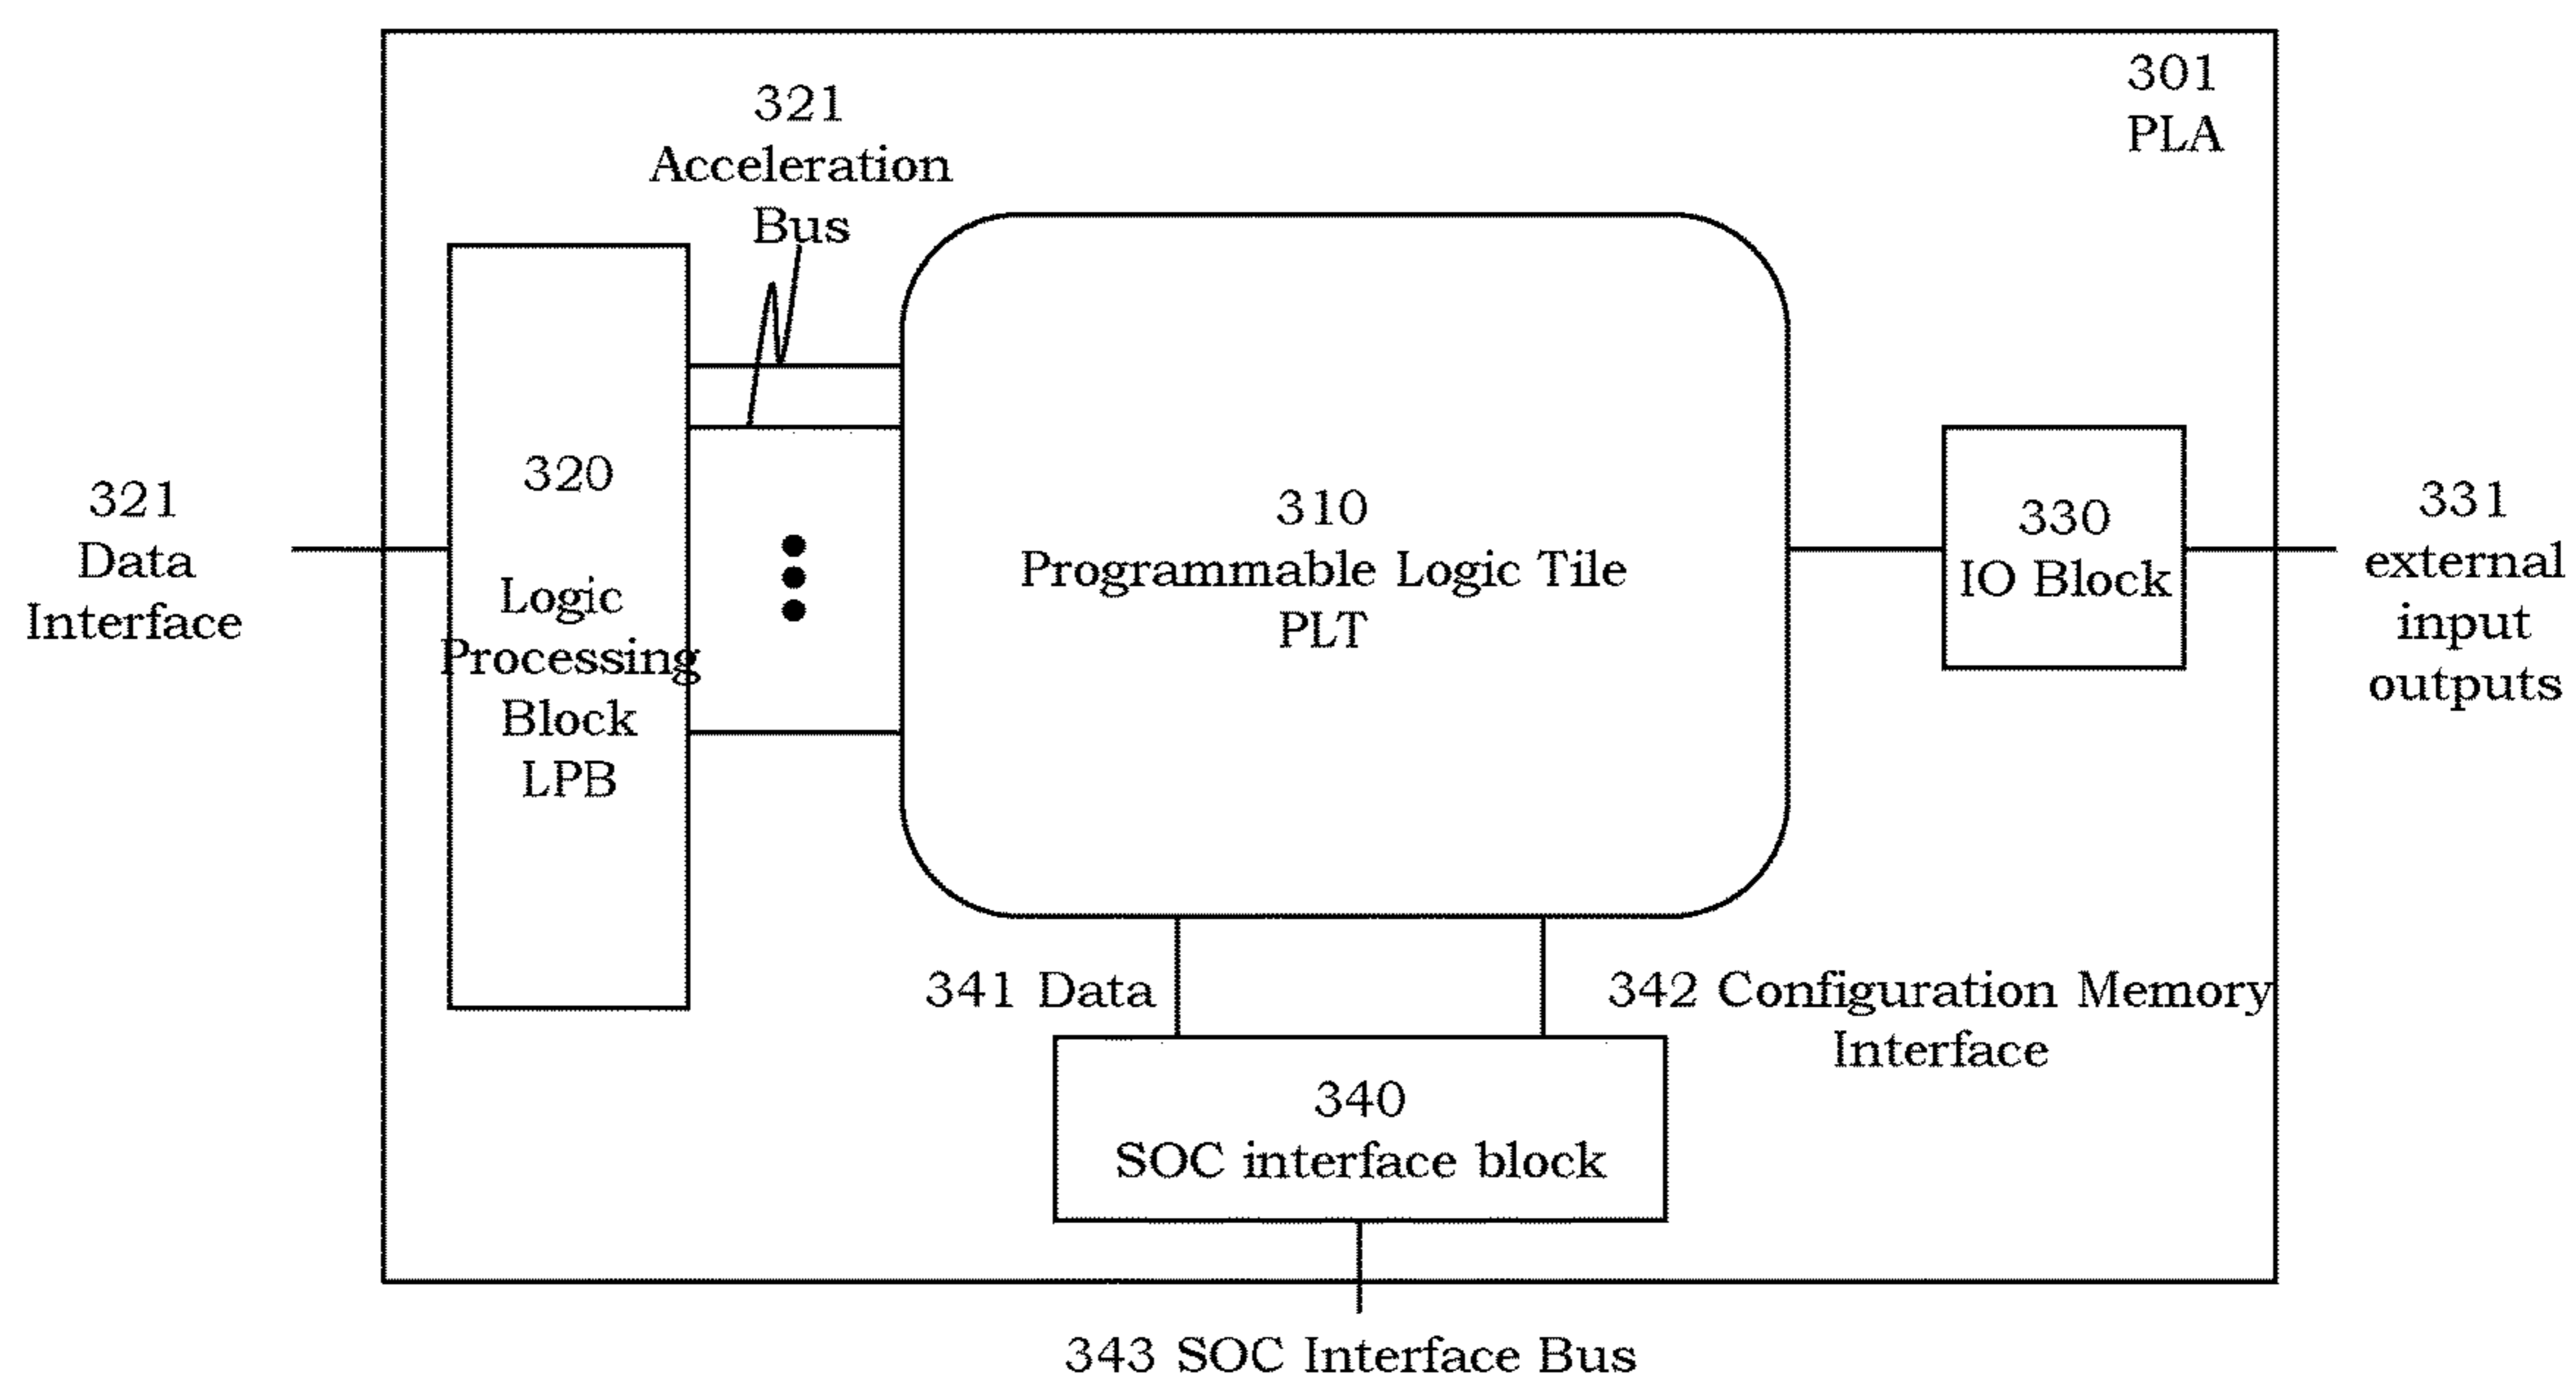 301
PLA
321
Acceleration
Bus
320
Logic
Processing
Block
LPB
321
Data
Interface
310
Programmable Logic Tile
PLT
330
IO Block
331
external
input
outputs
341 Data
342 Configuration Memory
Interface
340
SOC interface block
343 SOC Interface Bus